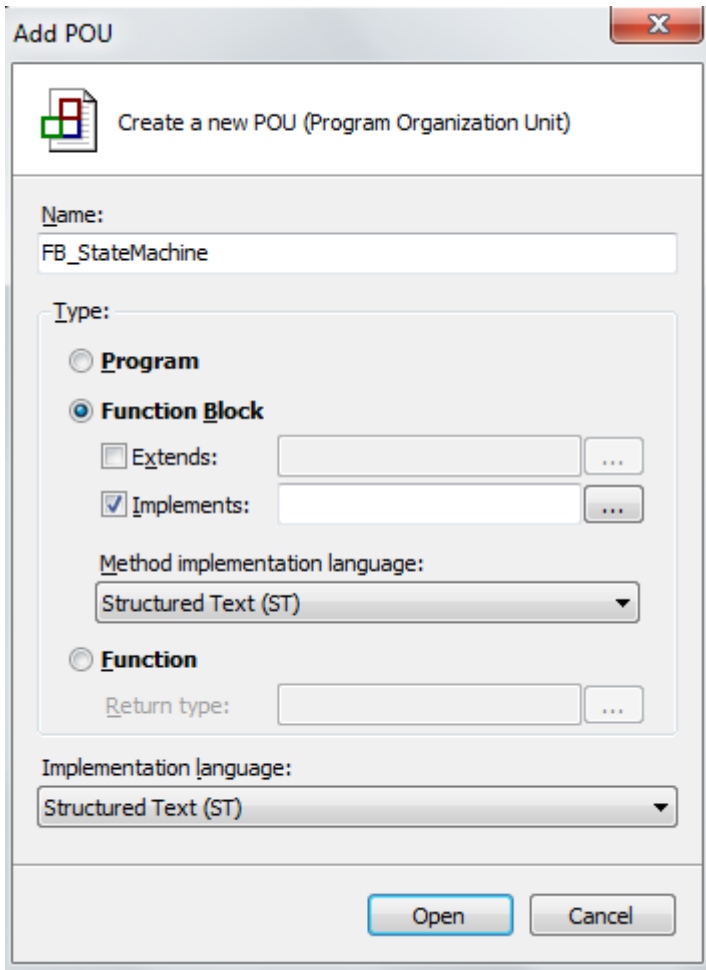 Add POU
Create a new POU (Program Organization Unit)
Name:
FB_StateMachine
Type:
Program
Function Block
Extends:
...
Implements:
...
Method implementation language:
Structured Text (ST)
Function
Return type:
...
Implementation language:
Structured Text (ST)
Open Cancel